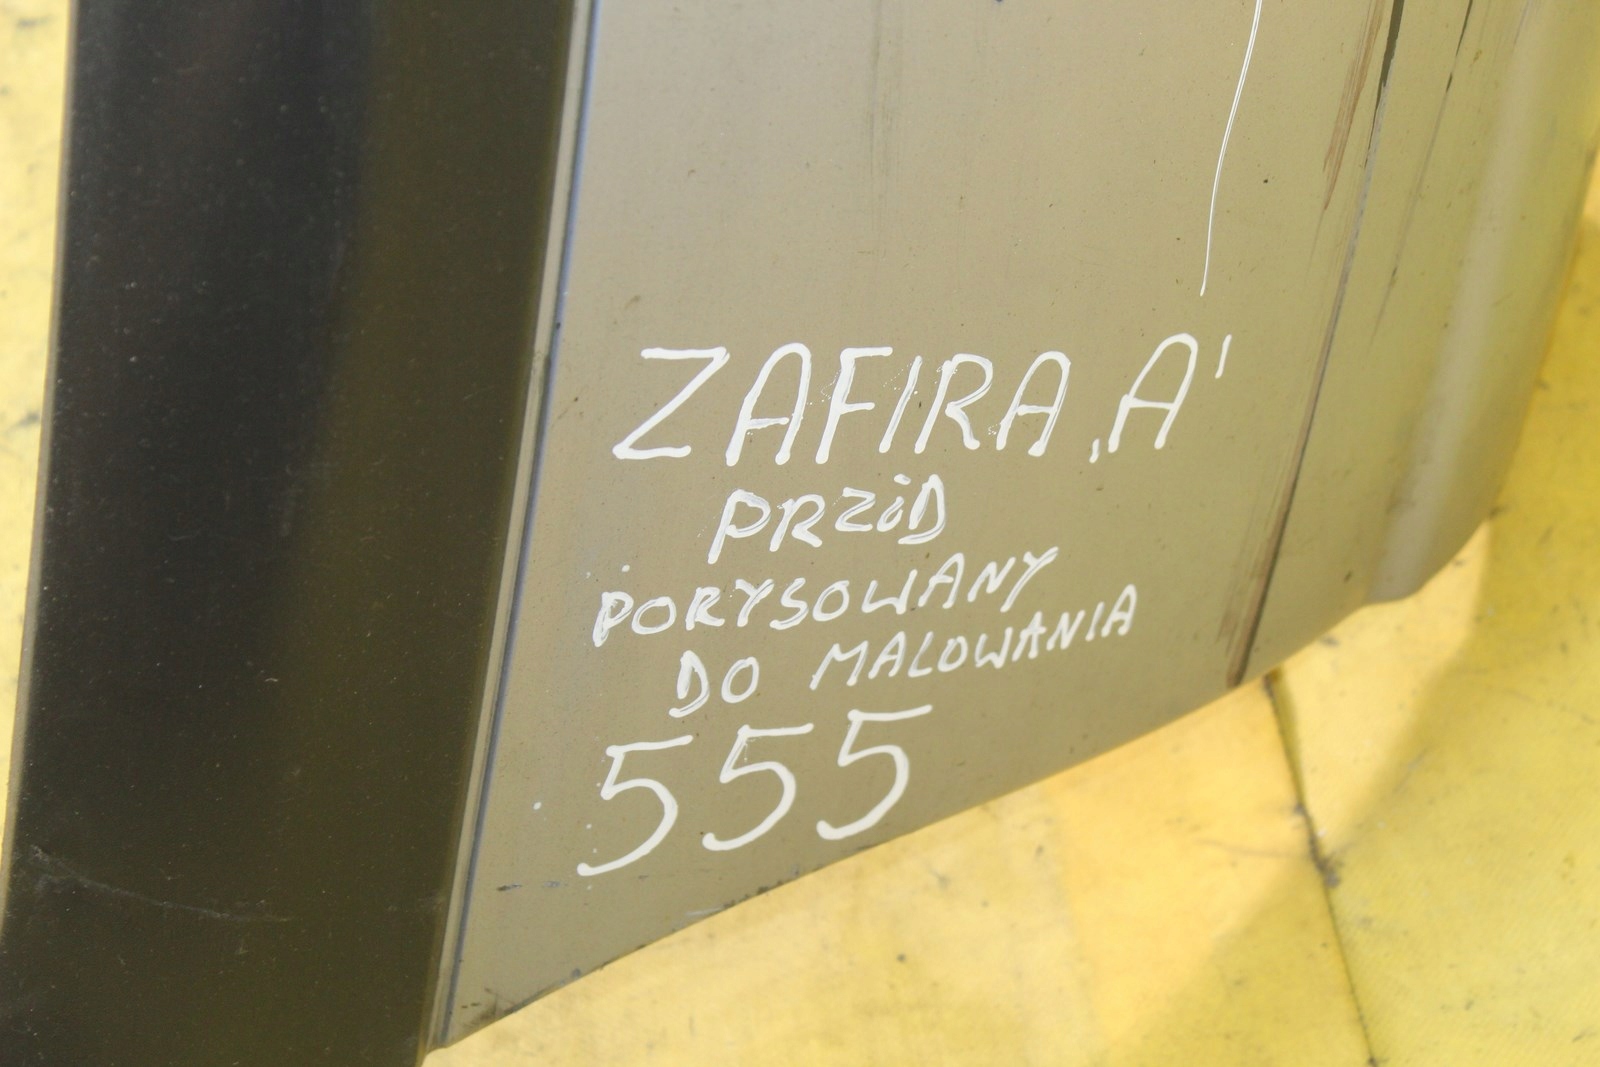 ZAFIRA ,A'
PRZÓD
PORYSOWANY
DO MALOWANIA
555